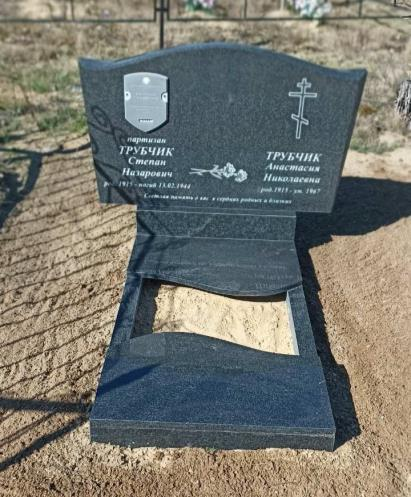 партизан
ТРУБЧИК
Степан
Назарович
род. 1915 - погиб 13.02.1944
ТРУБЧИК
Анастасия
Николаевна
род. 1915 - ум. 1967
Светлая память о вас в сердцах родных и близких